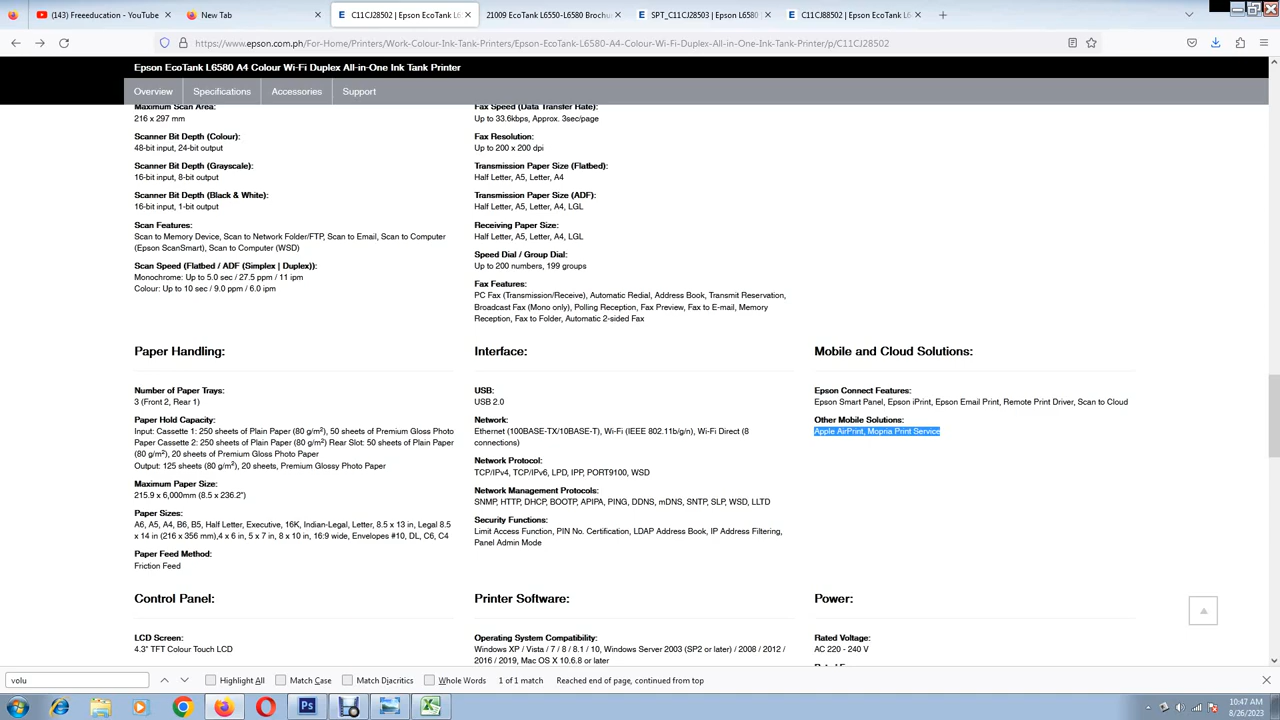 (143) Freeeducation - YouTube
New Tab
C11CJ28502 | Epson EcoTank L6
21009 EcoTank L6550-L6580 Brochu
SPT_C11CJ28503 | Epson L6580
C11CJ88502 | Epson EcoTank L6
https://www.epson.com.ph/For-Home/Printers/Work-Colour-Ink-Tank-Printers/Epson-EcoTank-L6580-A4-Colour-Wi-Fi-Duplex-All-in-One-Ink-Tank-Printer/p/C11CJ28502
Epson EcoTank L6580 A4 Colour Wi-Fi Duplex All-in-One Ink Tank Printer
Overview
Specifications
Accessories
Support
Maximum Scan Area:
216 x 297 mm
Scanner Bit Depth (Colour):
48-bit input, 24-bit output
Scanner Bit Depth (Grayscale):
16-bit input, 8-bit output
Scanner Bit Depth (Black & White):
16-bit input, 1-bit output
Scan Features:
Scan to Memory Device, Scan to Network Folder/FTP, Scan to Email, Scan to Computer
(Epson ScanSmart), Scan to Computer (WSD)
Scan Speed (Flatbed / ADF (Simplex | Duplex)):
Monochrome: Up to 5.0 sec / 27.5 ppm / 11 ipm
Colour: Up to 10 sec / 9.0 ppm / 6.0 ipm
Fax Speed (Data Transfer Rate):
Up to 33.6kbps, Approx. 3sec/page
Fax Resolution:
Up to 200 x 200 dpi
Transmission Paper Size (Flatbed):
Half Letter, A5, Letter, A4
Transmission Paper Size (ADF):
Half Letter, A5, Letter, A4, LGL
Receiving Paper Size:
Half Letter, A5, Letter, A4, LGL
Speed Dial / Group Dial:
Up to 200 numbers, 199 groups
Fax Features:
PC Fax (Transmission/Receive), Automatic Redial, Address Book, Transmit Reservation,
Broadcast Fax (Mono only), Polling Reception, Fax Preview, Fax to E-mail, Memory
Reception, Fax to Folder, Automatic 2-sided Fax
Paper Handling:
Number of Paper Trays:
3 (Front 2, Rear 1)
Paper Hold Capacity:
Input: Cassette 1: 250 sheets of Plain Paper (80 g/m2), 50 sheets of Premium Gloss Photo
Paper Cassette 2: 250 sheets of Plain Paper (80 g/m2) Rear Slot: 50 sheets of Plain Paper
(80 g/m2), 20 sheets of Premium Gloss Photo Paper
Output: 125 sheets (80 g/m2), 20 sheets, Premium Glossy Photo Paper
Maximum Paper Size:
215.9 x 6,000mm (8.5 x 236.2")
Paper Sizes:
A6, A5, A4, B6, B5, Half Letter, Executive, 16K, Indian-Legal, Letter, 8.5 x 13 in, Legal 8.5
x 14 in (216 x 356 mm),4 x 6 in, 5 x 7 in, 8 x 10 in, 16:9 wide, Envelopes #10, DL, C6, C4
Paper Feed Method:
Friction Feed
Interface:
USB:
USB 2.0
Network:
Ethernet (100BASE-TX/10BASE-T), Wi-Fi (IEEE 802.11b/g/n), Wi-Fi Direct (8
connections)
Network Protocol:
TCP/IPv4, TCP/IPv6, LPD, IPP, PORT9100, WSD
Network Management Protocols:
SNMP, HTTP, DHCP, BOOTP, APIPA, PING, DDNS, mDNS, SNTP, SLP, WSD, LLTD
Security Functions:
Limit Access Function, PIN No. Certification, LDAP Address Book, IP Address Filtering,
Panel Admin Mode
Mobile and Cloud Solutions:
Epson Connect Features:
Epson Smart Panel, Epson iPrint, Epson Email Print, Remote Print Driver, Scan to Cloud
Other Mobile Solutions:
Apple AirPrint, Mopria Print Service
Control Panel:
LCD Screen:
4.3" TFT Colour Touch LCD
Printer Software:
Operating System Compatibility:
Windows XP / Vista / 7 / 8 / 8.1 / 10, Windows Server 2003 (SP2 or later) / 2008 / 2012 /
2016 / 2019, Mac OS X 10.6.8 or later
Power:
Rated Voltage:
AC 220 - 240 V
volu
Highlight All
Match Case
Match Diacritics
Whole Words
1 of 1 match
Reached end of page, continued from top
10:47 AM
8/26/2023